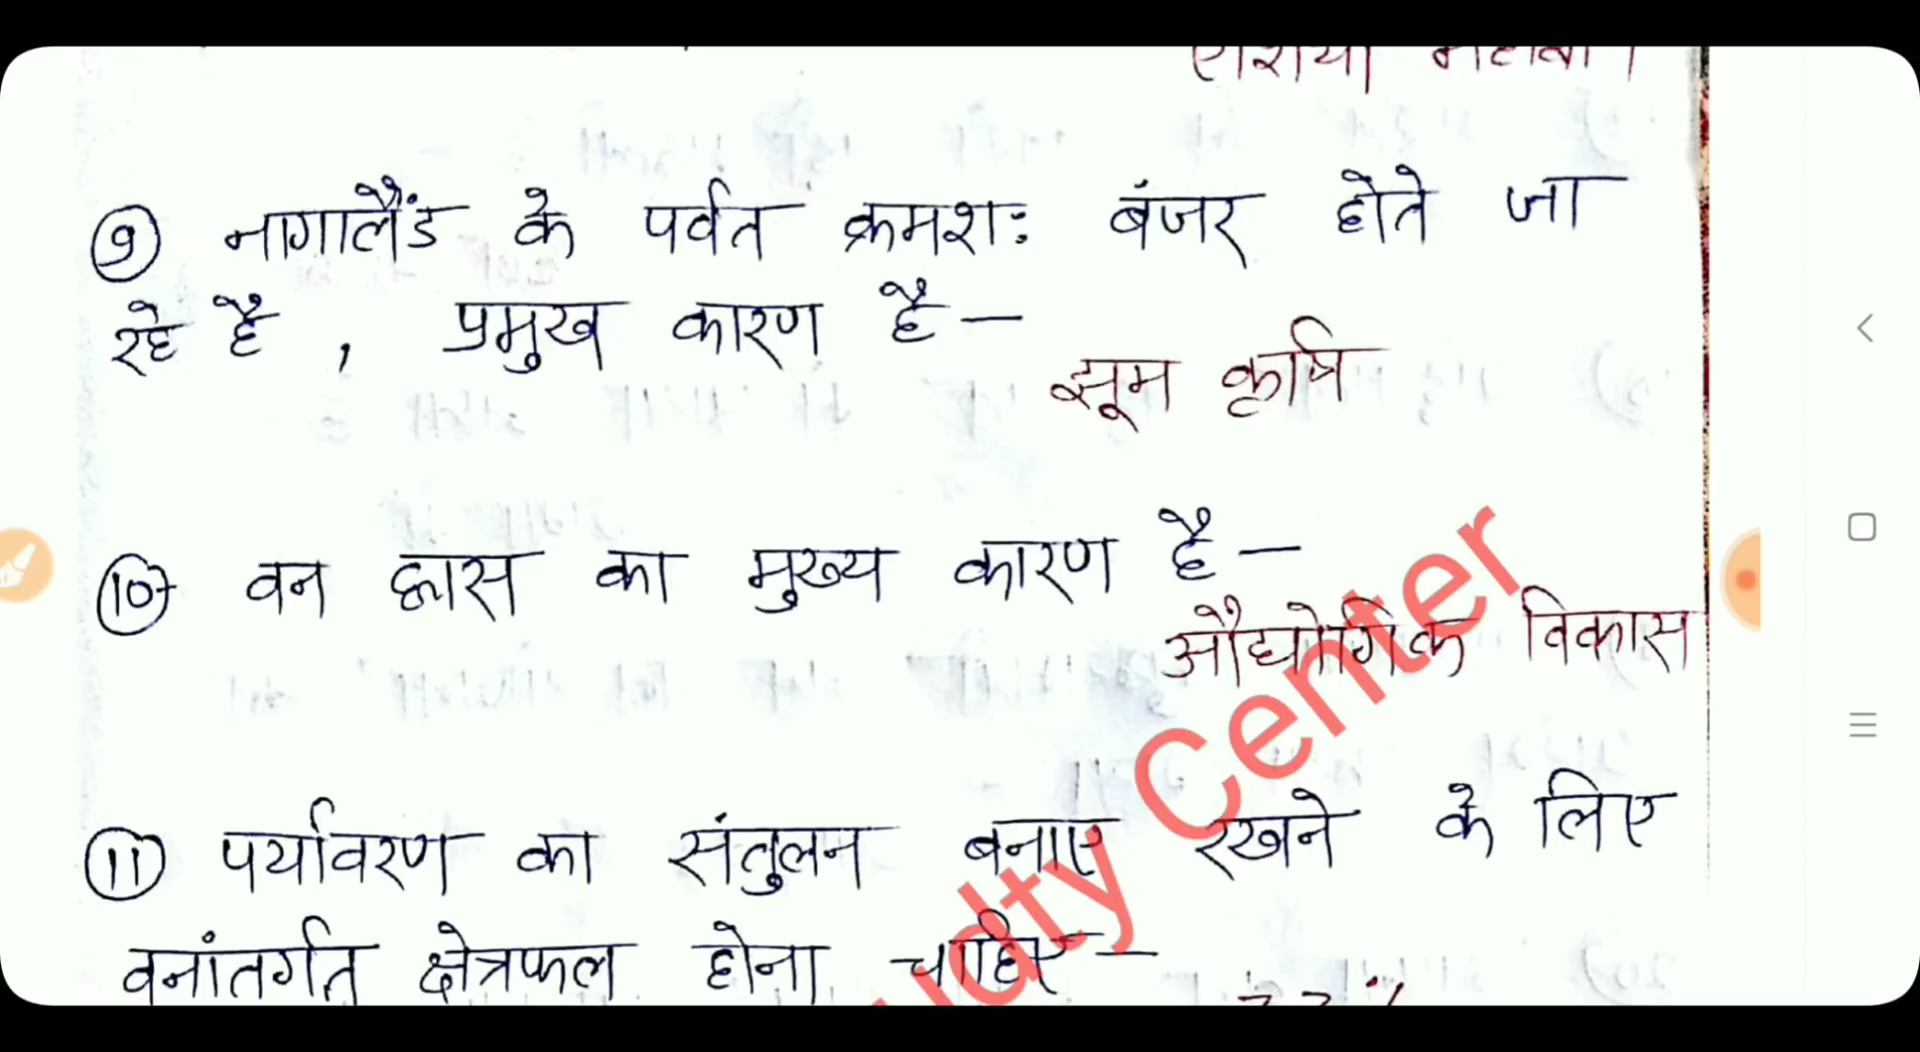 ⑨ नागालैंड के पर्वत क्रमशः बंजर होते जा
रहे है , प्रमुख कारण है —
झूम कृषि
⑩ वन ह्रास का मुख्य कारण है —
औद्योगिक विकास
⑪ पर्यावरण का संतुलन बनाए रखने के लिए
वनांतर्गत क्षेत्रफल होना चाहिए —
Center